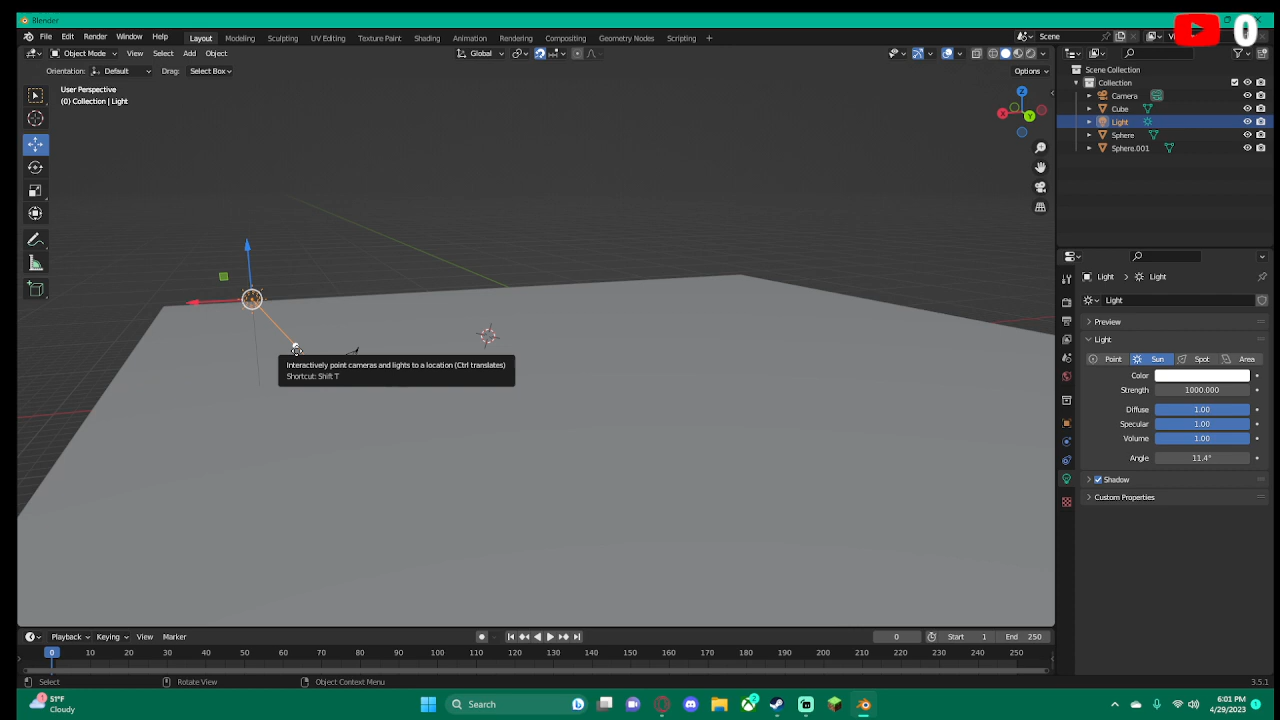 Blender
0
File Edit Render Window Help Layout Modeling Sculpting UV Editing Texture Paint Shading Animation Rendering Compositing Geometry Nodes Scripting + Scene
Object Mode View Select Add Object Global
Orientation: Default Drag: Select Box Options
User Perspective
(0) Collection | Light
Z
X
Y
Scene Collection
Collection
Camera
Cube
Light
Sphere
Sphere.001
Interactively point cameras and lights to a location (Ctrl translates)
Shortcut: Shift T
Light > Light
Light
Preview
Light
Point Sun Spot Area
Color
Strength 1000.000
Diffuse 1.00
Specular 1.00
Volume 1.00
Angle 11.4°
Shadow
Custom Properties
Playback Keying View Marker 0 Start 1 End 250
0 10 20 30 40 50 60 70 80 90 100 110 120 130 140 150 160 170 180 190 200 210 220 230 240 250
Select Rotate View Object Context Menu 3.5.1
51°F
Cloudy
Search
2
6:01 PM
4/29/2023
1